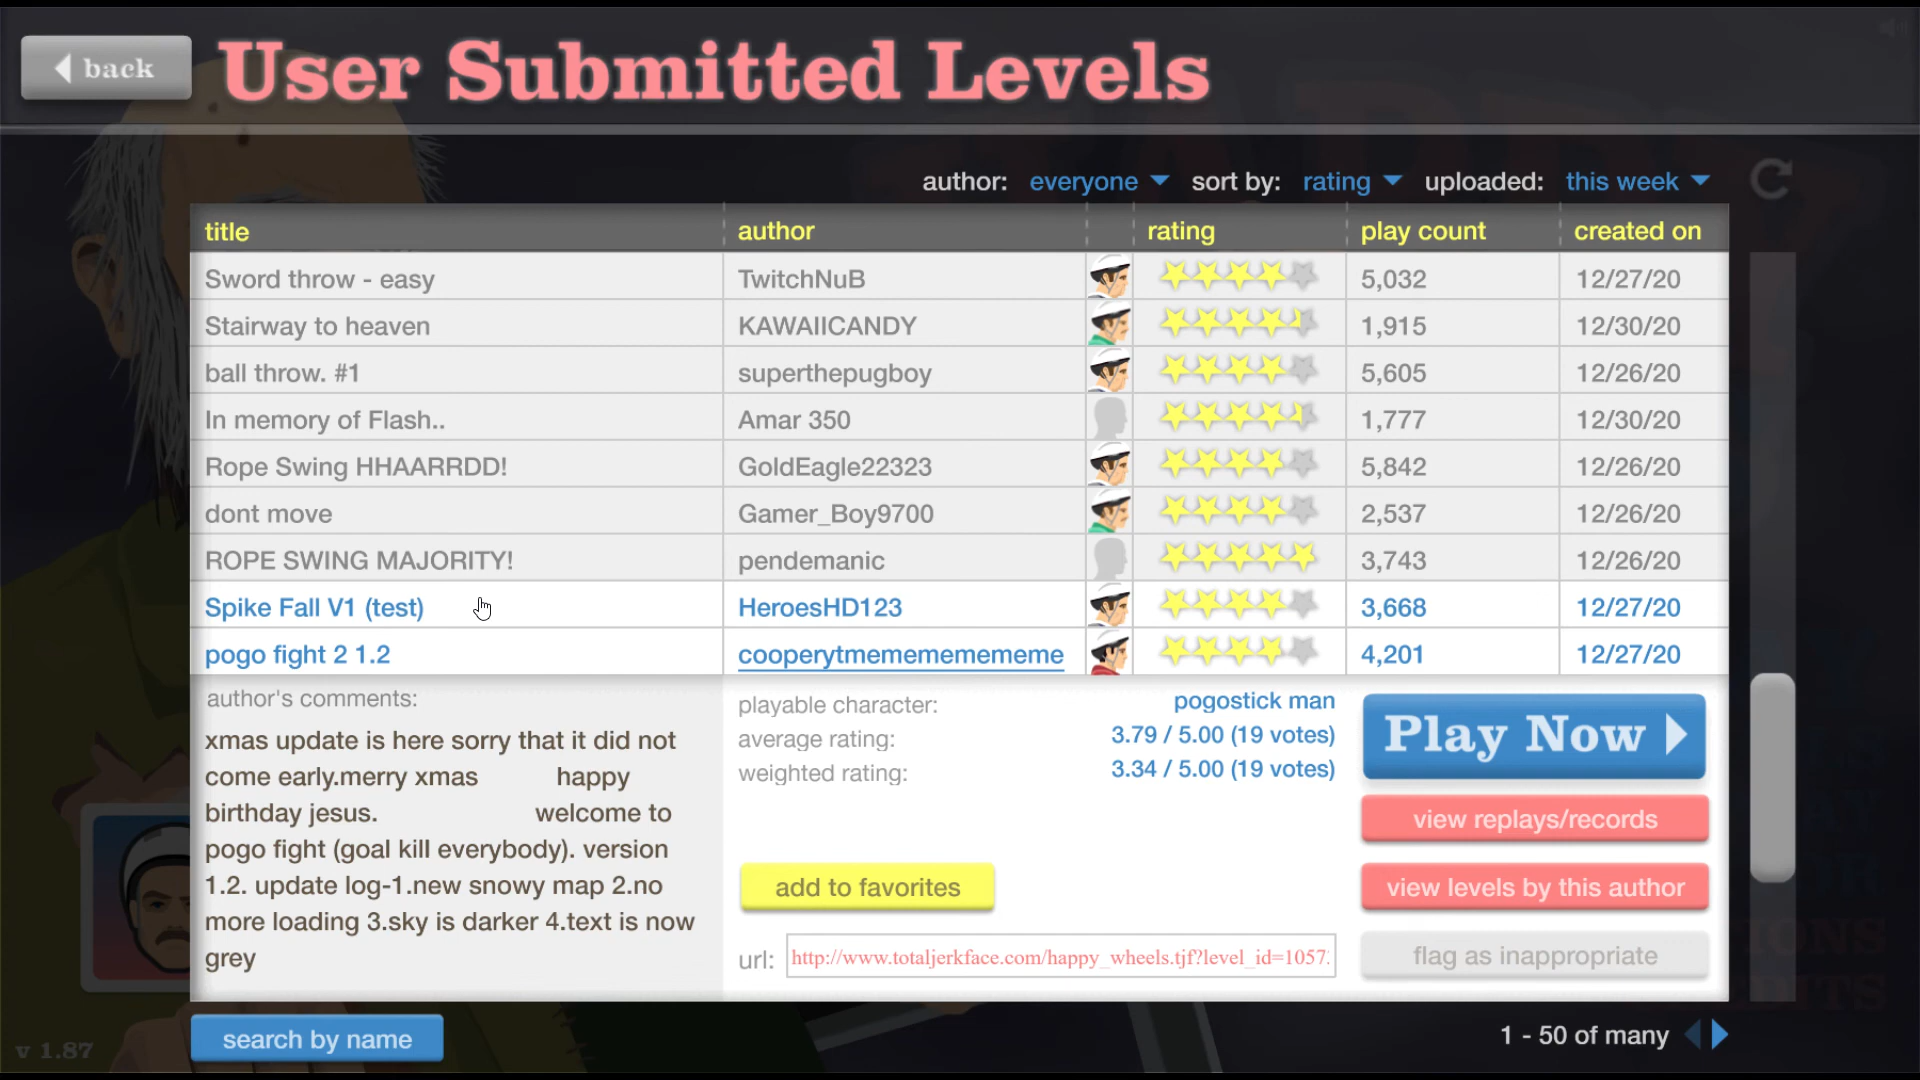 back
User Submitted Levels
author: everyone sort by: rating uploaded: this week
title author rating play count created on
Sword throw - easy TwitchNuB 5,032 12/27/20
Stairway to heaven KAWAIICANDY 1,915 12/30/20
ball throw. #1 superthepugboy 5,605 12/26/20
In memory of Flash.. Amar 350 1,777 12/30/20
Rope Swing HHAARRDD! GoldEagle22323 5,842 12/26/20
dont move Gamer_Boy9700 2,537 12/26/20
ROPE SWING MAJORITY! pendemanic 3,743 12/26/20
Spike Fall V1 (test) HeroesHD123 3,668 12/27/20
pogo fight 2 1.2 cooperytmemememememe 4,201 12/27/20
author's comments:
xmas update is here sorry that it did not
come early.merry xmas happy
birthday jesus. welcome to
pogo fight (goal kill everybody). version
1.2. update log-1.new snowy map 2.no
more loading 3.sky is darker 4.text is now
grey
playable character: pogostick man
average rating: 3.79 / 5.00 (19 votes)
weighted rating: 3.34 / 5.00 (19 votes)
add to favorites
url: http://www.totaljerkface.com/happy_wheels.tjf?level_id=1057
Play Now
view replays/records
view levels by this author
flag as inappropriate
search by name
1 - 50 of many
v 1.87